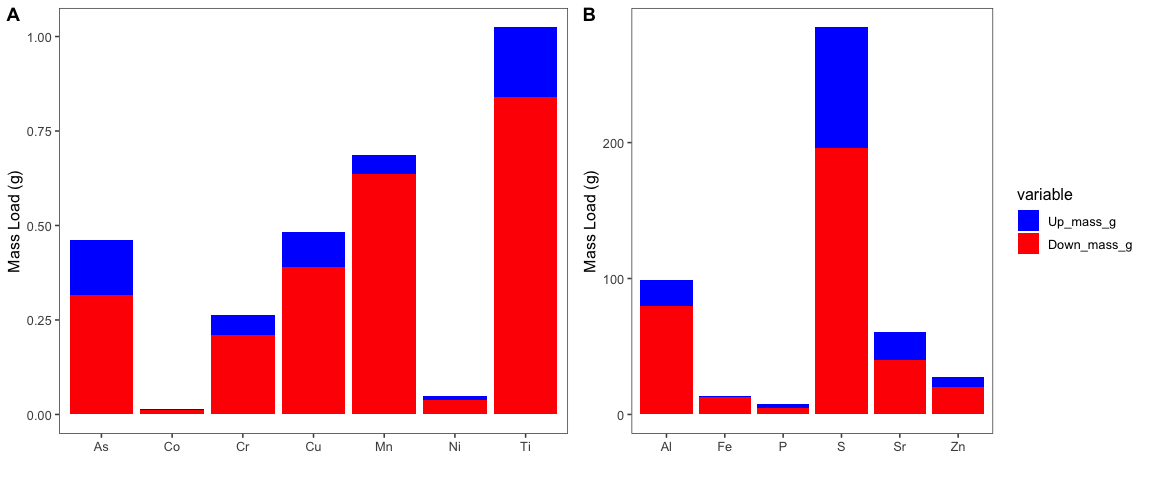 A
Mass Load (g)
1.00
0.75
0.50
0.25
0.00
As Co Cr Cu Mn Ni Ti
B
Mass Load (g)
200
100
0
Al Fe P S Sr Zn
variable
Up_mass_g
Down_mass_g